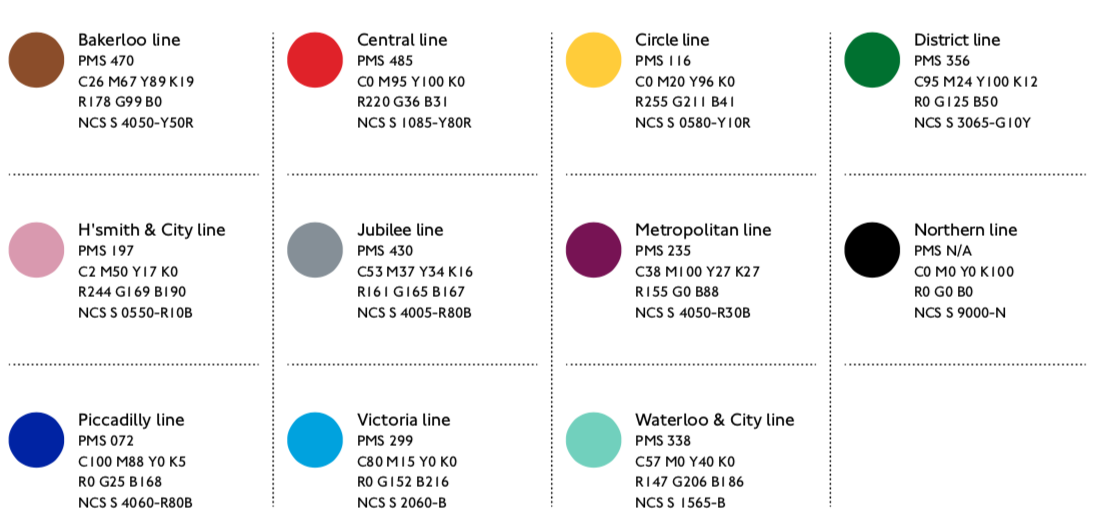 Bakerloo line
PMS 470
C26 M67 Y89 K19
R178 G99 B0
NCS S 4050-Y50R
Central line
PMS 485
C0 M95 Y100 K0
R220 G36 B31
NCS S 1085-Y80R
Circle line
PMS 116
C0 M20 Y96 K0
R255 G211 B41
NCS S 0580-Y10R
District line
PMS 356
C95 M24 Y100 K12
R0 G125 B50
NCS S 3065-G10Y
H'smith & City line
PMS 197
C2 M50 Y17 K0
R244 G169 B190
NCS S 0550-R10B
Jubilee line
PMS 430
C53 M37 Y34 K16
R161 G165 B167
NCS S 4005-R80B
Metropolitan line
PMS 235
C38 M100 Y27 K27
R155 G0 B88
NCS S 4050-R30B
Northern line
PMS N/A
C0 M0 Y0 K100
R0 G0 B0
NCS S 9000-N
Piccadilly line
PMS 072
C100 M88 Y0 K5
R0 G25 B168
NCS S 4060-R80B
Victoria line
PMS 299
C80 M15 Y0 K0
R0 G152 B216
NCS S 2060-B
Waterloo & City line
PMS 338
C57 M0 Y40 K0
R147 G206 B186
NCS S 1565-B